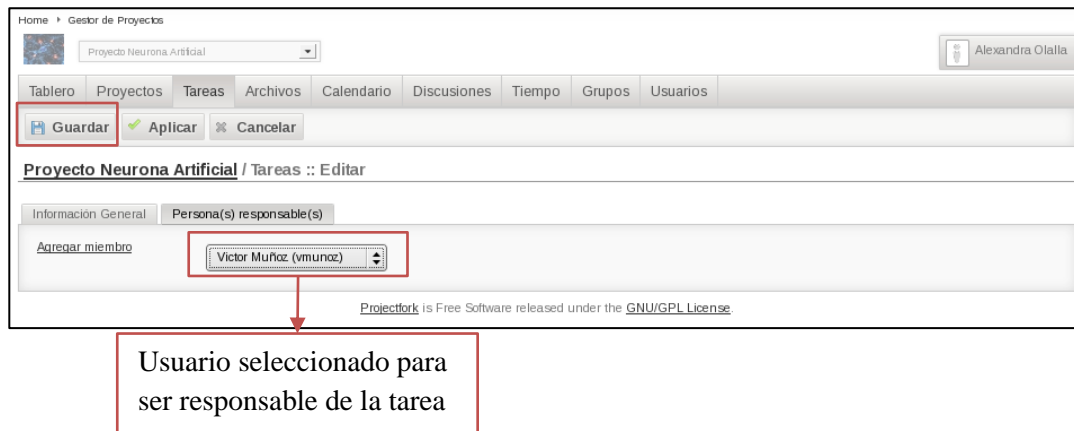 Home ▸ Gestor de Proyectos
Proyecto Neurona Artificial
Alexandra Olalla
Tablero Proyectos Tareas Archivos Calendario Discusiones Tiempo Grupos Usuarios
Guardar Aplicar Cancelar
Proyecto Neurona Artificial / Tareas :: Editar
Información General Persona(s) responsable(s)
Agregar miembro Victor Muñoz (vmunoz)
Projectfork is Free Software released under the GNU/GPL License.
Usuario seleccionado para
ser responsable de la tarea